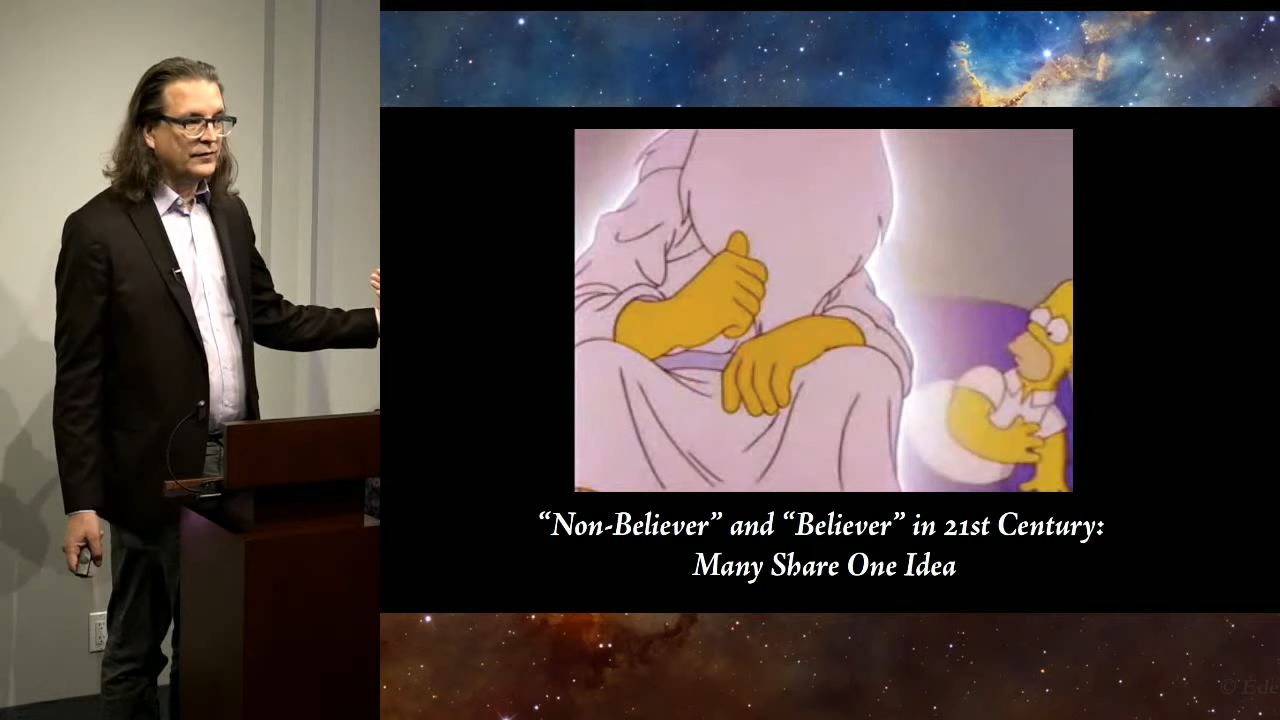 “Non-Believer” and “Believer” in 21st Century:
Many Share One Idea
©